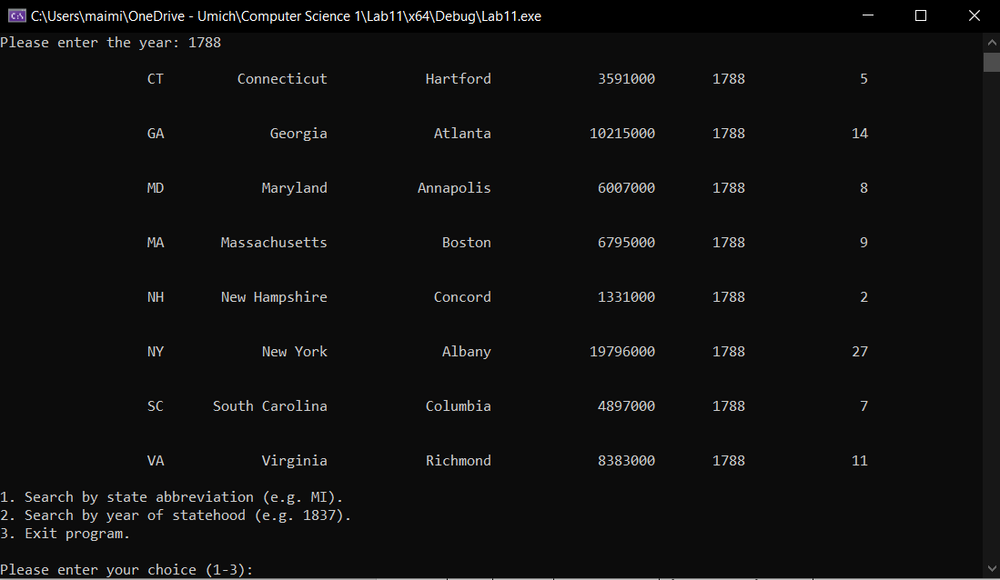 C:\Users\maimi\OneDrive - Umich\Computer Science 1\Lab11\x64\Debug\Lab11.exe
Please enter the year: 1788
CT Connecticut Hartford 3591000 1788 5
GA Georgia Atlanta 10215000 1788 14
MD Maryland Annapolis 6007000 1788 8
MA Massachusetts Boston 6795000 1788 9
NH New Hampshire Concord 1331000 1788 2
NY New York Albany 19796000 1788 27
SC South Carolina Columbia 4897000 1788 7
VA Virginia Richmond 8383000 1788 11
1. Search by state abbreviation (e.g. MI).
2. Search by year of statehood (e.g. 1837).
3. Exit program.
Please enter your choice (1-3):